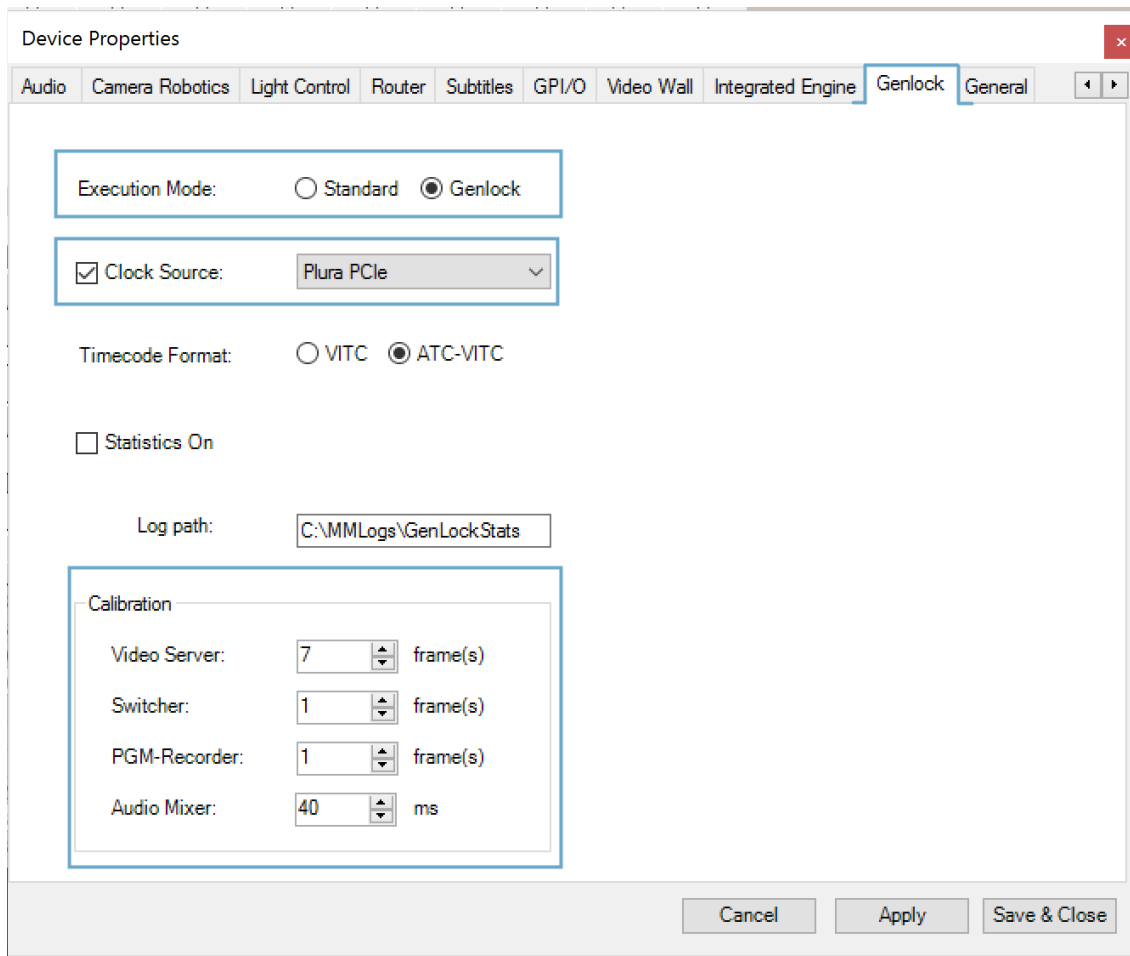 Device Properties
Audio Camera Robotics Light Control Router Subtitles GPI/O Video Wall Integrated Engine Genlock General
Execution Mode: Standard Genlock
Clock Source: Plura PCIe
Timecode Format: VITC ATC-VITC
Statistics On
Log path: C:\MMLogs\GenLockStats
Calibration
Video Server: 7 frame(s)
Switcher: 1 frame(s)
PGM-Recorder: 1 frame(s)
Audio Mixer: 40 ms
Cancel Apply Save & Close